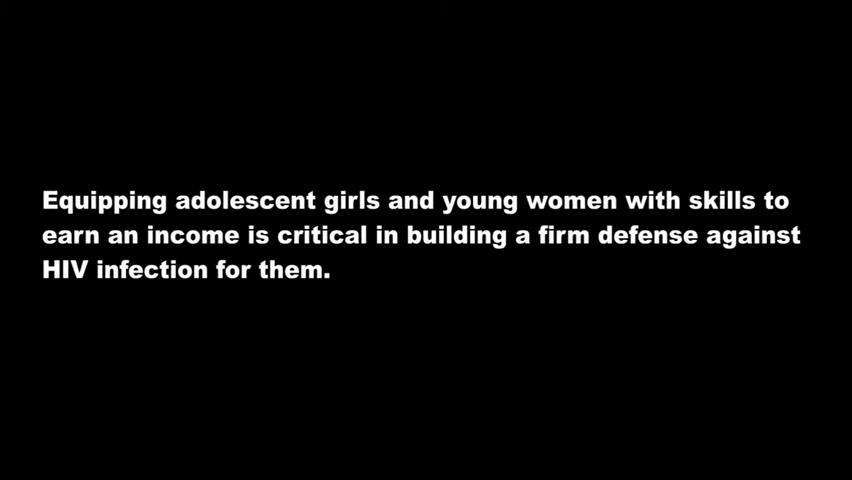 Equipping adolescent girls and young women with skills to
earn an income is critical in building a firm defense against
HIV infection for them.